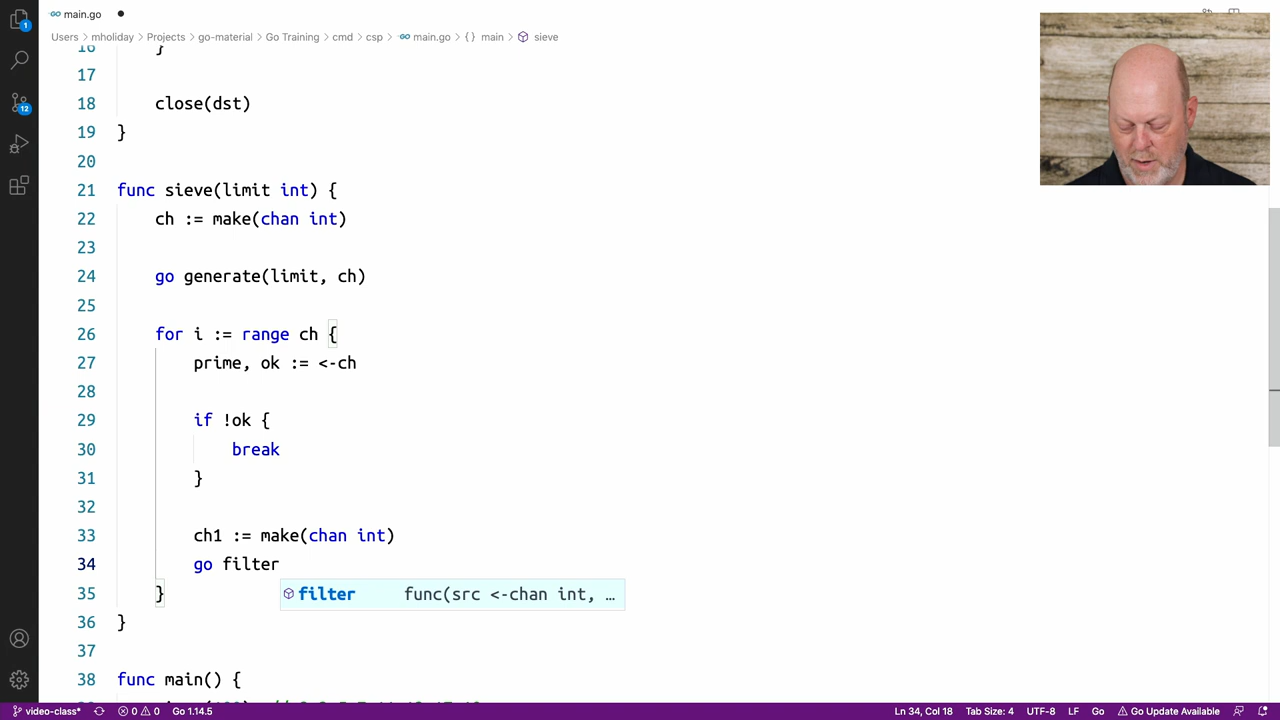 1
main.go
Users > mholiday > Projects > go-material > Go Training > cmd > csp > main.go > {} main > sieve
16 }
17
18 close(dst)
19 }
20
21 func sieve(limit int) {
22 ch := make(chan int)
23
24 go generate(limit, ch)
25
26 for i := range ch {
27 prime, ok := <-ch
28
29 if !ok {
30 break
31 }
32
33 ch1 := make(chan int)
34 go filter
35 }
filter func(src <-chan int, …
36 }
37
38 func main() {
12
video-class* 0 0 Go 1.14.5 Ln 34, Col 18 Tab Size: 4 UTF-8 LF Go Go Update Available